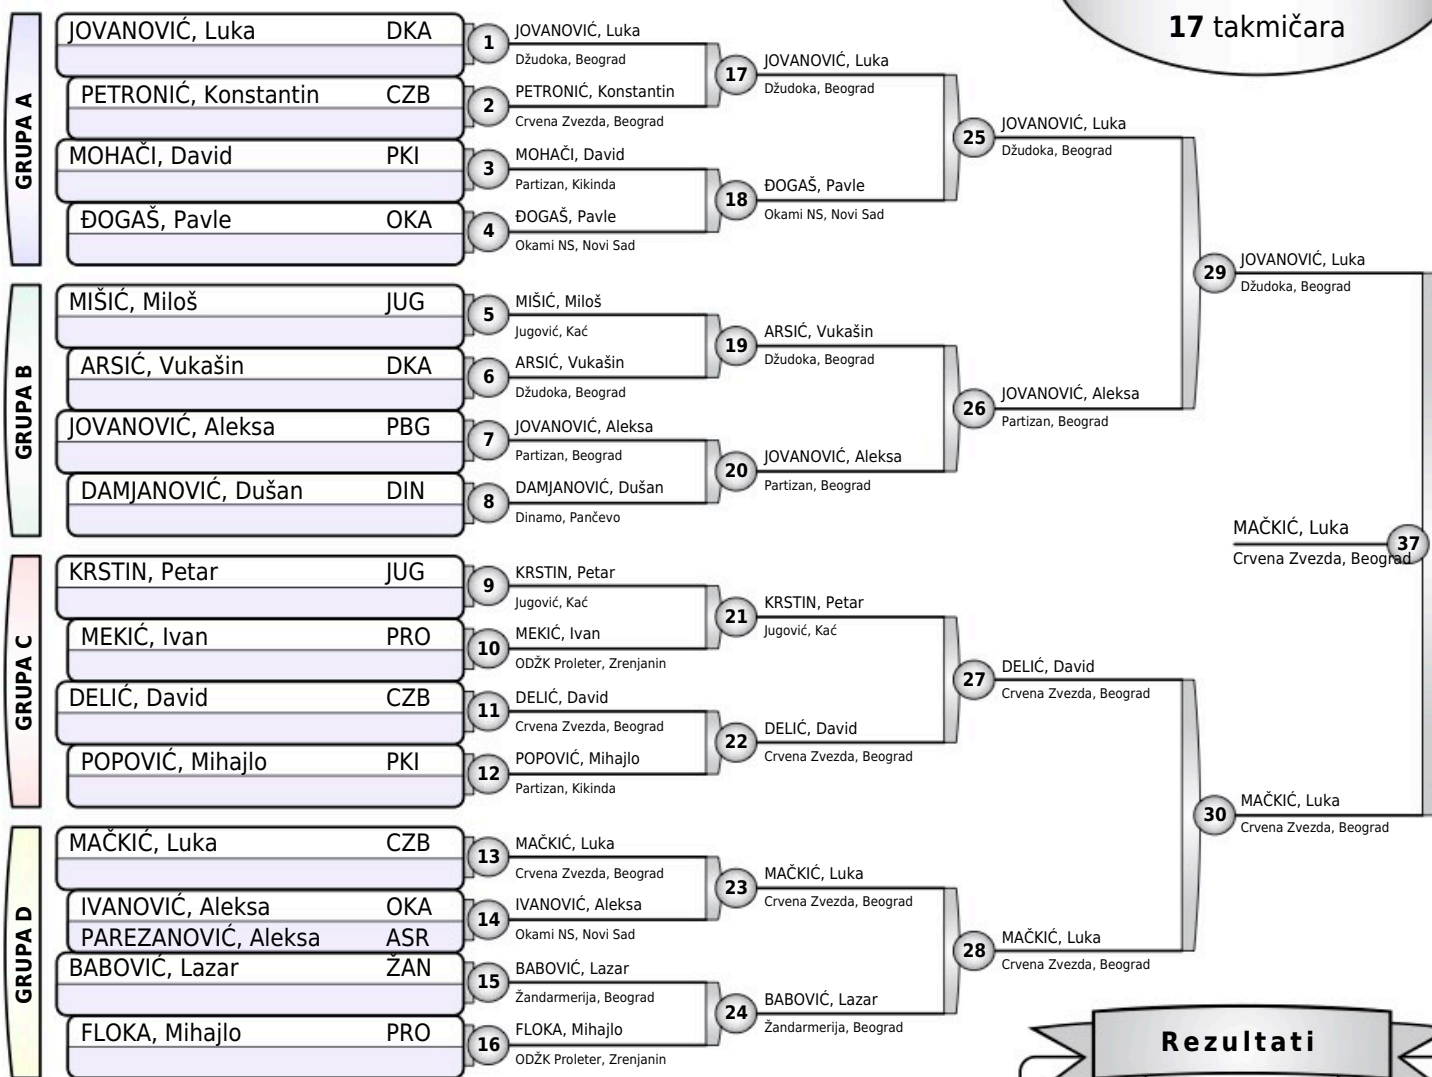 17 takmičara
GRUPA A
JOVANOVIĆ, Luka DKA
PETRONIĆ, Konstantin CZB
MOHAČI, David PKI
ĐOGAŠ, Pavle OKA
GRUPA B
MIŠIĆ, Miloš JUG
ARSIĆ, Vukašin DKA
JOVANOVIĆ, Aleksa PBG
DAMJANOVIĆ, Dušan DIN
GRUPA C
KRSTIN, Petar JUG
MEKIĆ, Ivan PRO
DELIĆ, David CZB
POPOVIĆ, Mihajlo PKI
GRUPA D
MAČKIĆ, Luka CZB
IVANOVIĆ, Aleksa OKA
PAREZANOVIĆ, Aleksa ASR
BABOVIĆ, Lazar ŽAN
FLOKA, Mihajlo PRO
1 JOVANOVIĆ, Luka
Džudoka, Beograd
2 PETRONIĆ, Konstantin
Crvena Zvezda, Beograd
3 MOHAČI, David
Partizan, Kikinda
4 ĐOGAŠ, Pavle
Okami NS, Novi Sad
5 MIŠIĆ, Miloš
Jugović, Kać
6 ARSIĆ, Vukašin
Džudoka, Beograd
7 JOVANOVIĆ, Aleksa
Partizan, Beograd
8 DAMJANOVIĆ, Dušan
Dinamo, Pančevo
9 KRSTIN, Petar
Jugović, Kać
10 MEKIĆ, Ivan
ODŽK Proleter, Zrenjanin
11 DELIĆ, David
Crvena Zvezda, Beograd
12 POPOVIĆ, Mihajlo
Partizan, Kikinda
13 MAČKIĆ, Luka
Crvena Zvezda, Beograd
14 IVANOVIĆ, Aleksa
Okami NS, Novi Sad
15 BABOVIĆ, Lazar
Žandarmerija, Beograd
16 FLOKA, Mihajlo
ODŽK Proleter, Zrenjanin
17 JOVANOVIĆ, Luka
Džudoka, Beograd
18 ĐOGAŠ, Pavle
Okami NS, Novi Sad
19 ARSIĆ, Vukašin
Džudoka, Beograd
20 JOVANOVIĆ, Aleksa
Partizan, Beograd
21 KRSTIN, Petar
Jugović, Kać
22 DELIĆ, David
Crvena Zvezda, Beograd
23 MAČKIĆ, Luka
Crvena Zvezda, Beograd
24 BABOVIĆ, Lazar
Žandarmerija, Beograd
25 JOVANOVIĆ, Luka
Džudoka, Beograd
26 JOVANOVIĆ, Aleksa
Partizan, Beograd
27 DELIĆ, David
Crvena Zvezda, Beograd
28 MAČKIĆ, Luka
Crvena Zvezda, Beograd
29 JOVANOVIĆ, Luka
Džudoka, Beograd
30 MAČKIĆ, Luka
Crvena Zvezda, Beograd
MAČKIĆ, Luka 37
Crvena Zvezda, Beograd
Rezultati